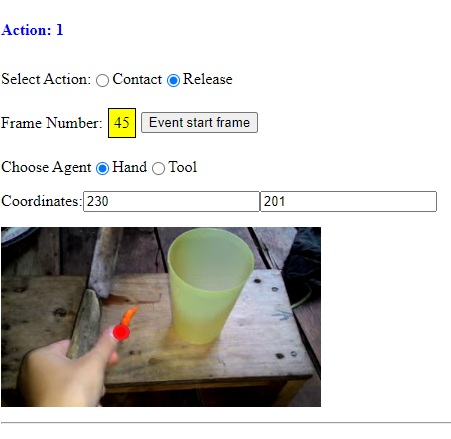 Action: 1
Select Action: Contact Release
Frame Number: 45 Event start frame
Choose Agent Hand Tool
Coordinates: 230 201